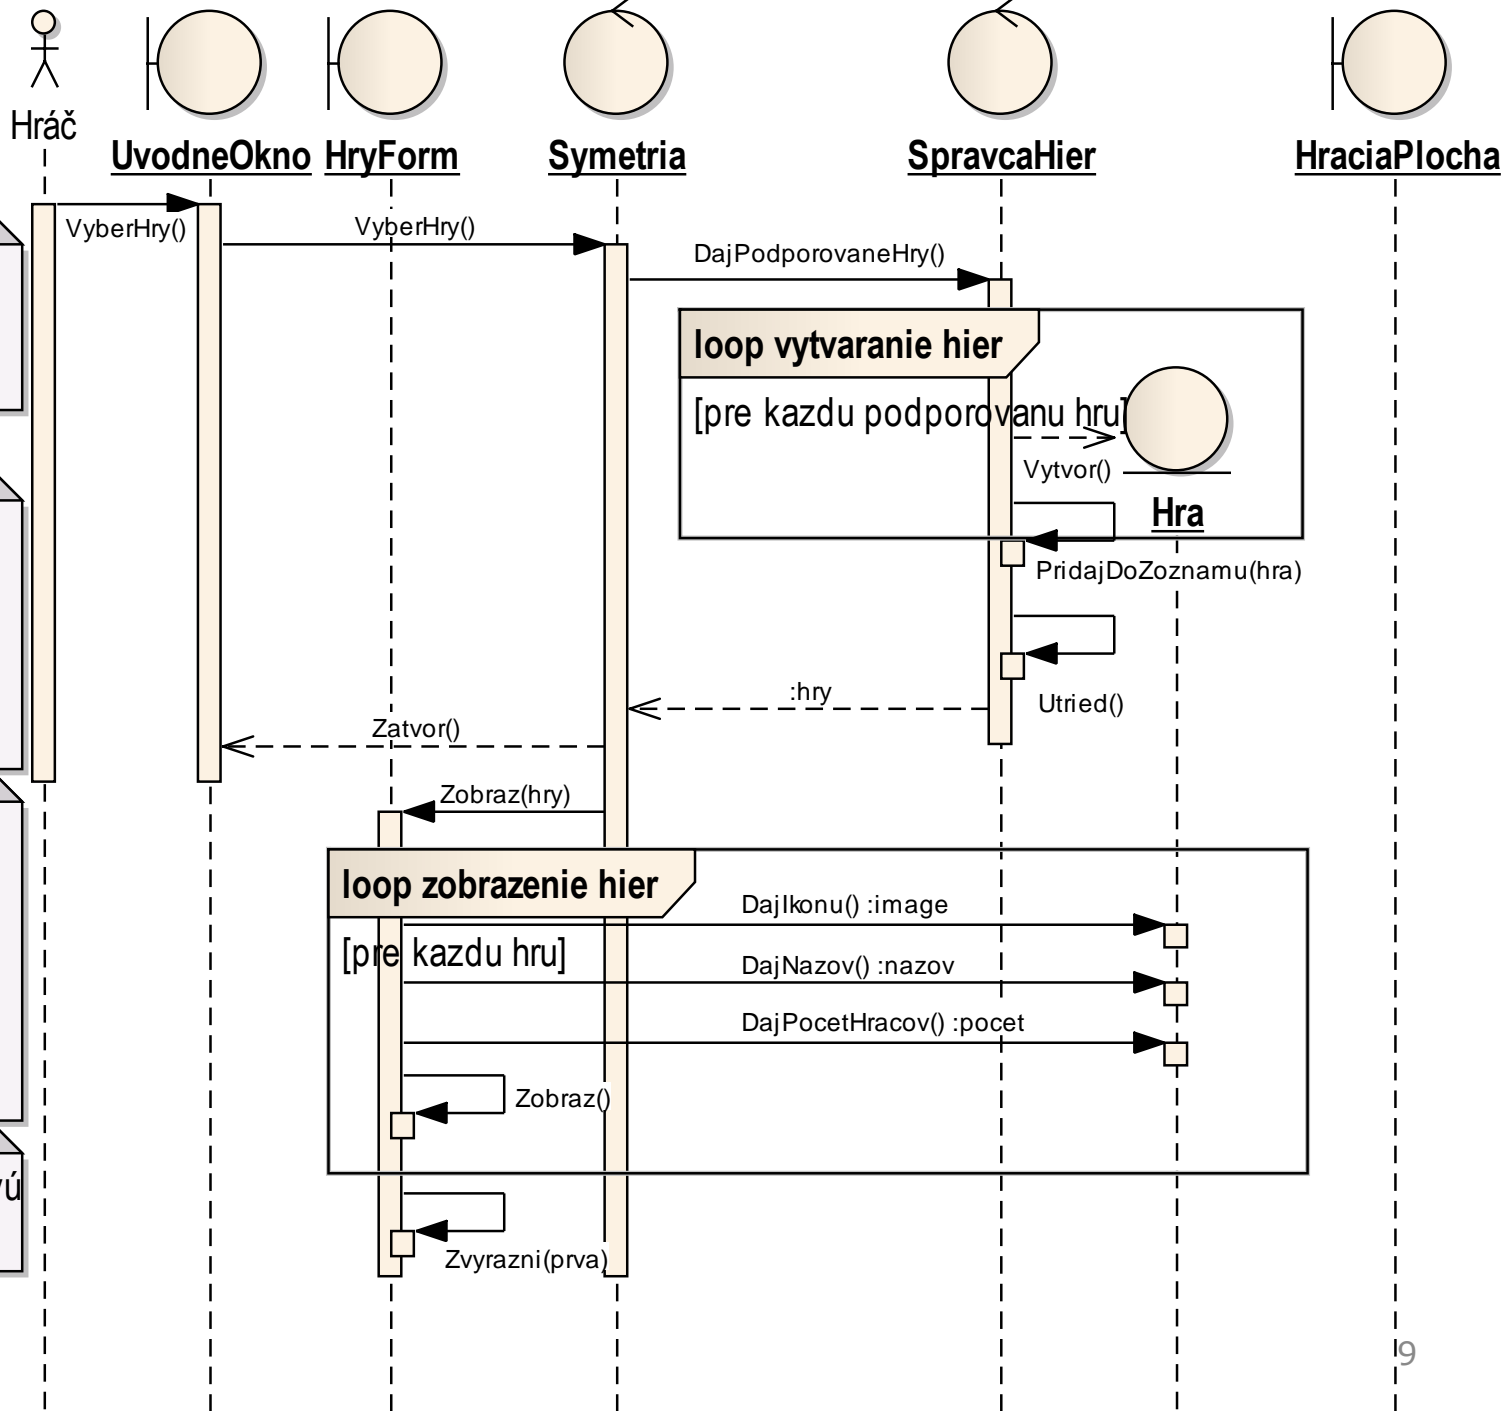 Hráč
UvodneOkno
HryForm
Symetria
SpravcaHier
HraciaPlocha
VyberHry()
VyberHry()
DajPodporovaneHry()
loop vytvaranie hier
[pre kazdu podporovanu hru]
Vytvor()
Hra
PridajDoZoznamu(hra)
Utried()
:hry
Zatvor()
Zobraz(hry)
loop zobrazenie hier
DajIkonu() :image
[pre kazdu hru]
DajNazov() :nazov
DajPocetHracov() :pocet
Zobraz()
Zvyrazni(prva)
9